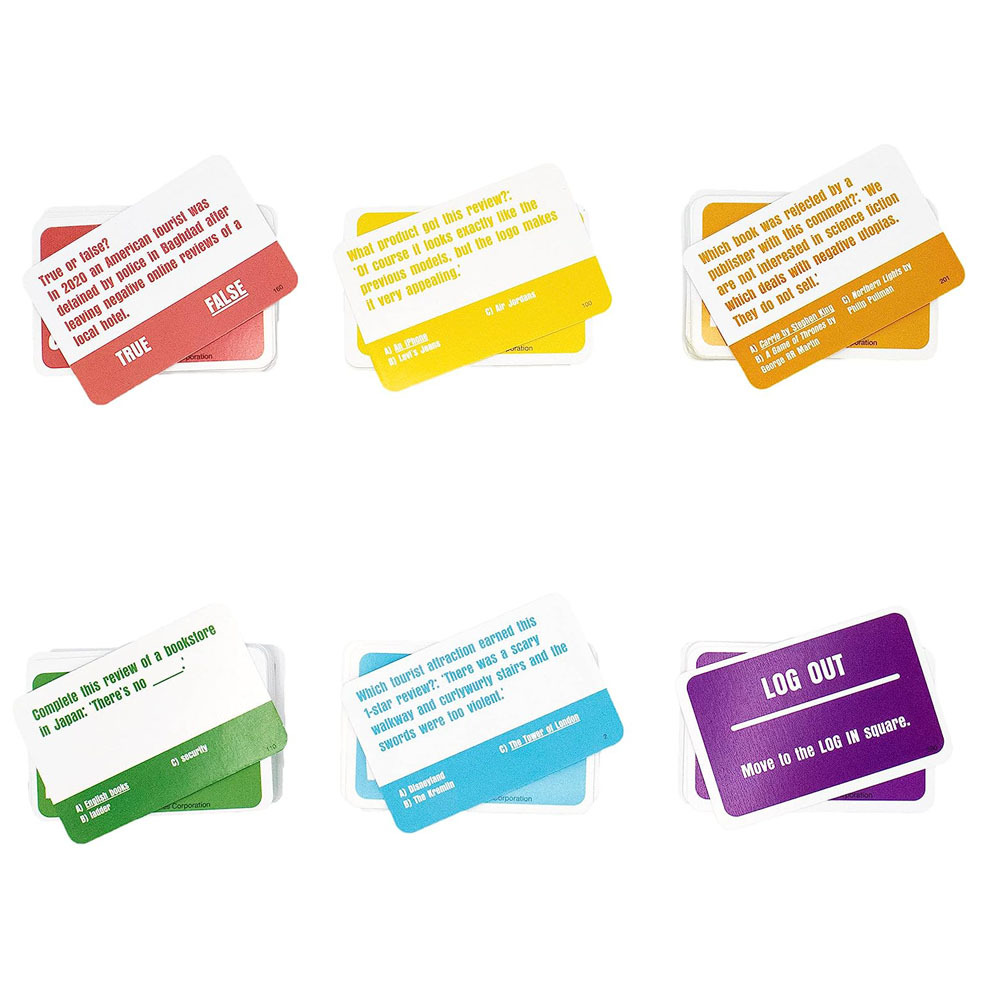 True or false?
In 2020 an American tourist was
detained by police in Baghdad after
leaving negative online reviews of a
local hotel.
TRUE
FALSE
160
What product got this review?:
'Of course it looks exactly like the
previous models, but the logo makes
it very appealing.'
A) An iPhone
B) Levi's Jeans
C) Air Jordans
100
poration
Which book was rejected by a
publisher with this comment?: 'We
are not interested in science fiction
which deals with negative utopias.
They do not sell.'
A) Carrie by Stephen King
B) A Game of Thrones by
George RR Martin
C) Northern Lights by
Philip Pullman
201
poration
Complete this review of a bookstore
in Japan: 'There's no _____.'
A) English books
B) ladder
C) security
110
Corporation
Which tourist attraction earned this
1-star review?: 'There was a scary
walkway and curlywurly stairs and the
swords were too violent.'
A) Disneyland
B) The Kremlin
C) The Tower of London
2
poration
LOG OUT
Move to the LOG IN square.